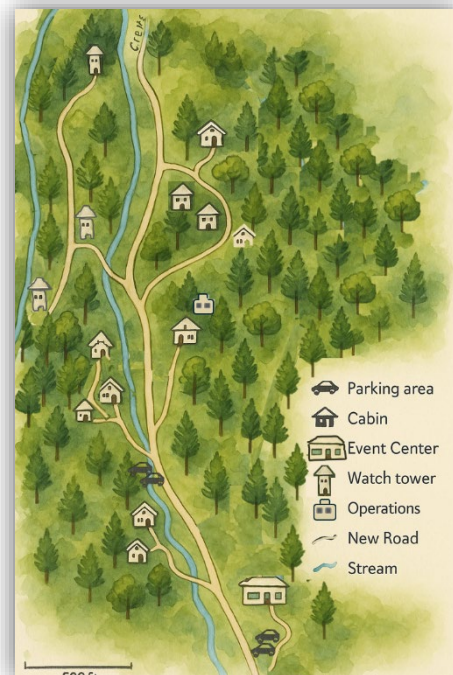 Parking area
Cabin
Event Center
Watch tower
Operations
New Road
Stream